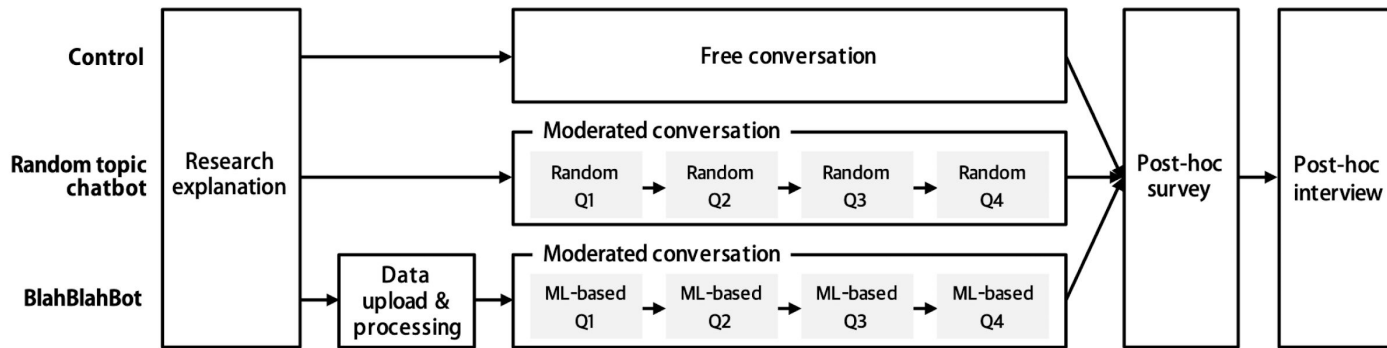 Control
Free conversation
Random topic
chatbot
Research
explanation
Moderated conversation
Random
Q1
Random
Q2
Random
Q3
Random
Q4
Post-hoc
survey
Post-hoc
interview
BlahBlahBot
Data
upload &
processing
Moderated conversation
ML-based
Q1
ML-based
Q2
ML-based
Q3
ML-based
Q4